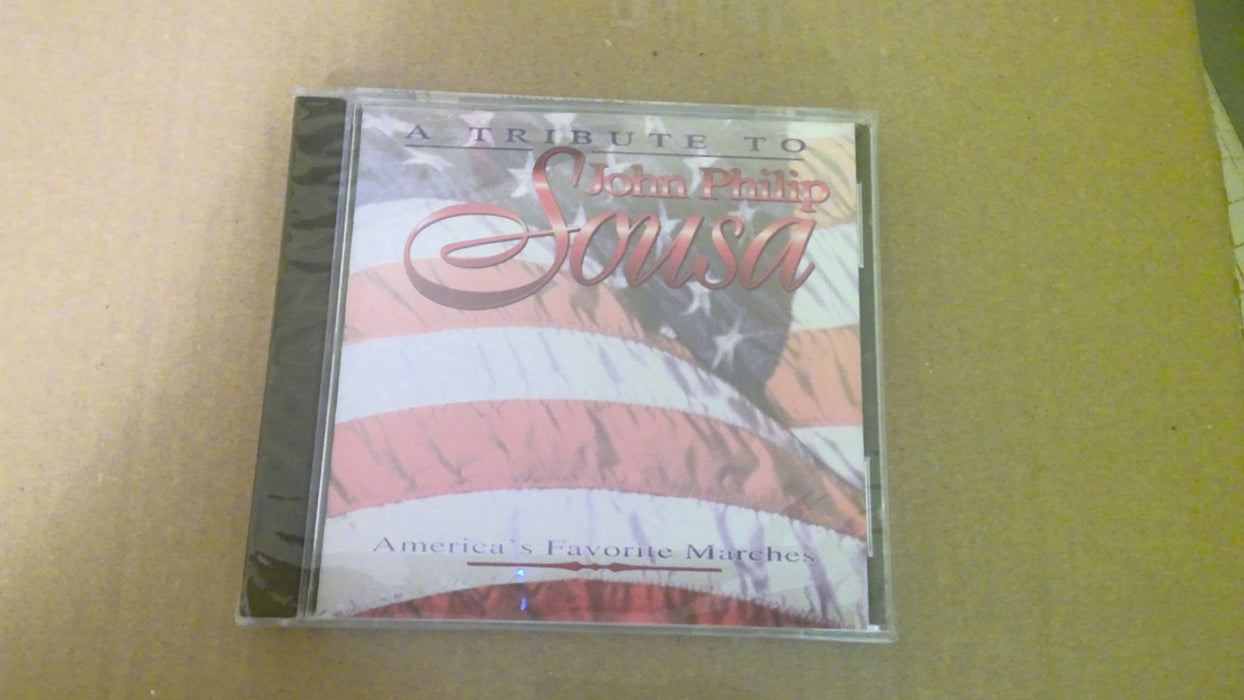 A TRIBUTE TO
John Philip
Sousa
America's Favorite Marches